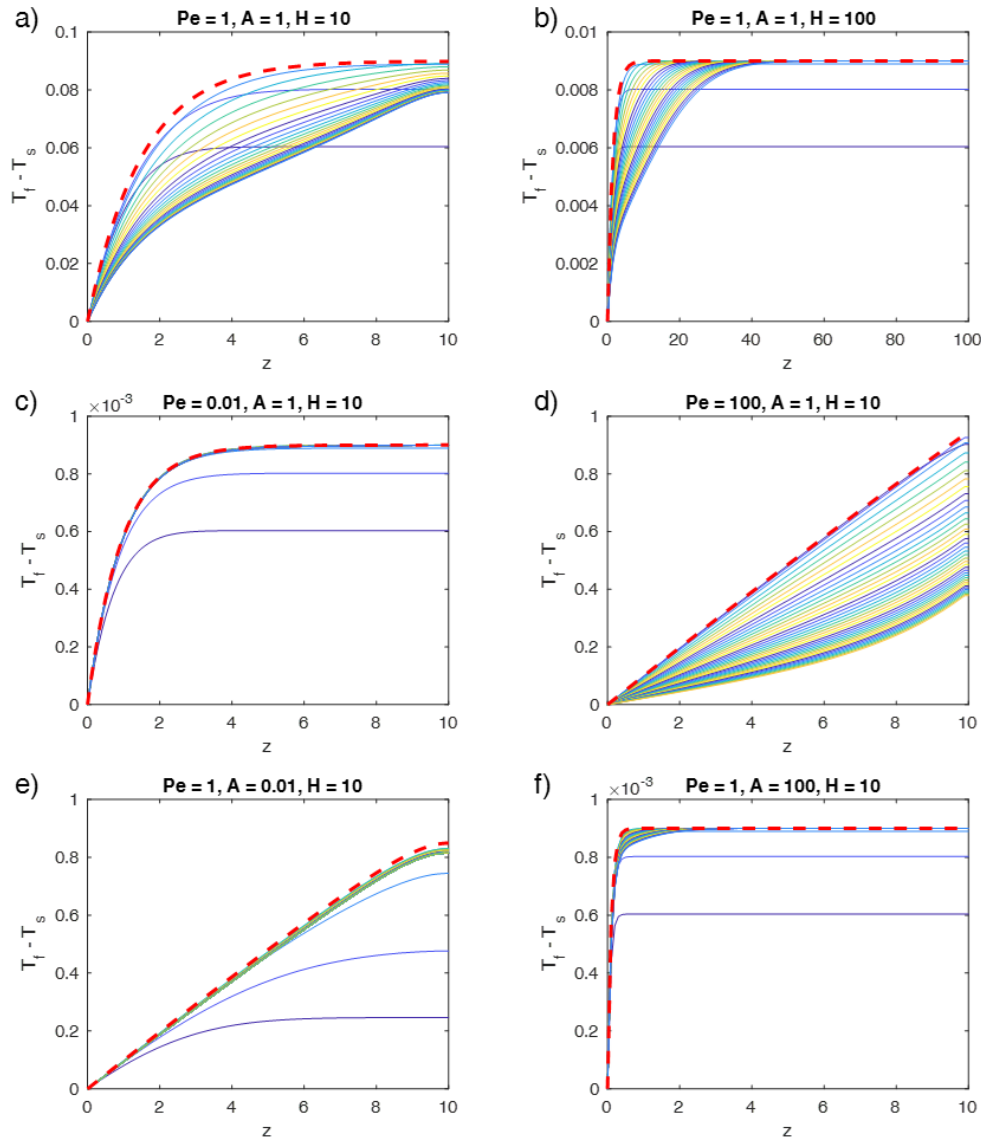 a)
Pe = 1, A = 1, H = 10
0.1
0.08
0.06
0.04
0.02
0
T_f - T_s
0 2 4 6 8 10
z
b)
Pe = 1, A = 1, H = 100
0.01
0.008
0.006
0.004
0.002
0
T_f - T_s
0 20 40 60 80 100
z
c)
Pe = 0.01, A = 1, H = 10
×10⁻³
1
0.8
0.6
0.4
0.2
0
T_f - T_s
0 2 4 6 8 10
z
d)
Pe = 100, A = 1, H = 10
1
0.8
0.6
0.4
0.2
0
T_f - T_s
0 2 4 6 8 10
z
e)
Pe = 1, A = 0.01, H = 10
1
0.8
0.6
0.4
0.2
0
T_f - T_s
0 2 4 6 8 10
z
f)
Pe = 1, A = 100, H = 10
×10⁻³
1
0.8
0.6
0.4
0.2
0
T_f - T_s
0 2 4 6 8 10
z